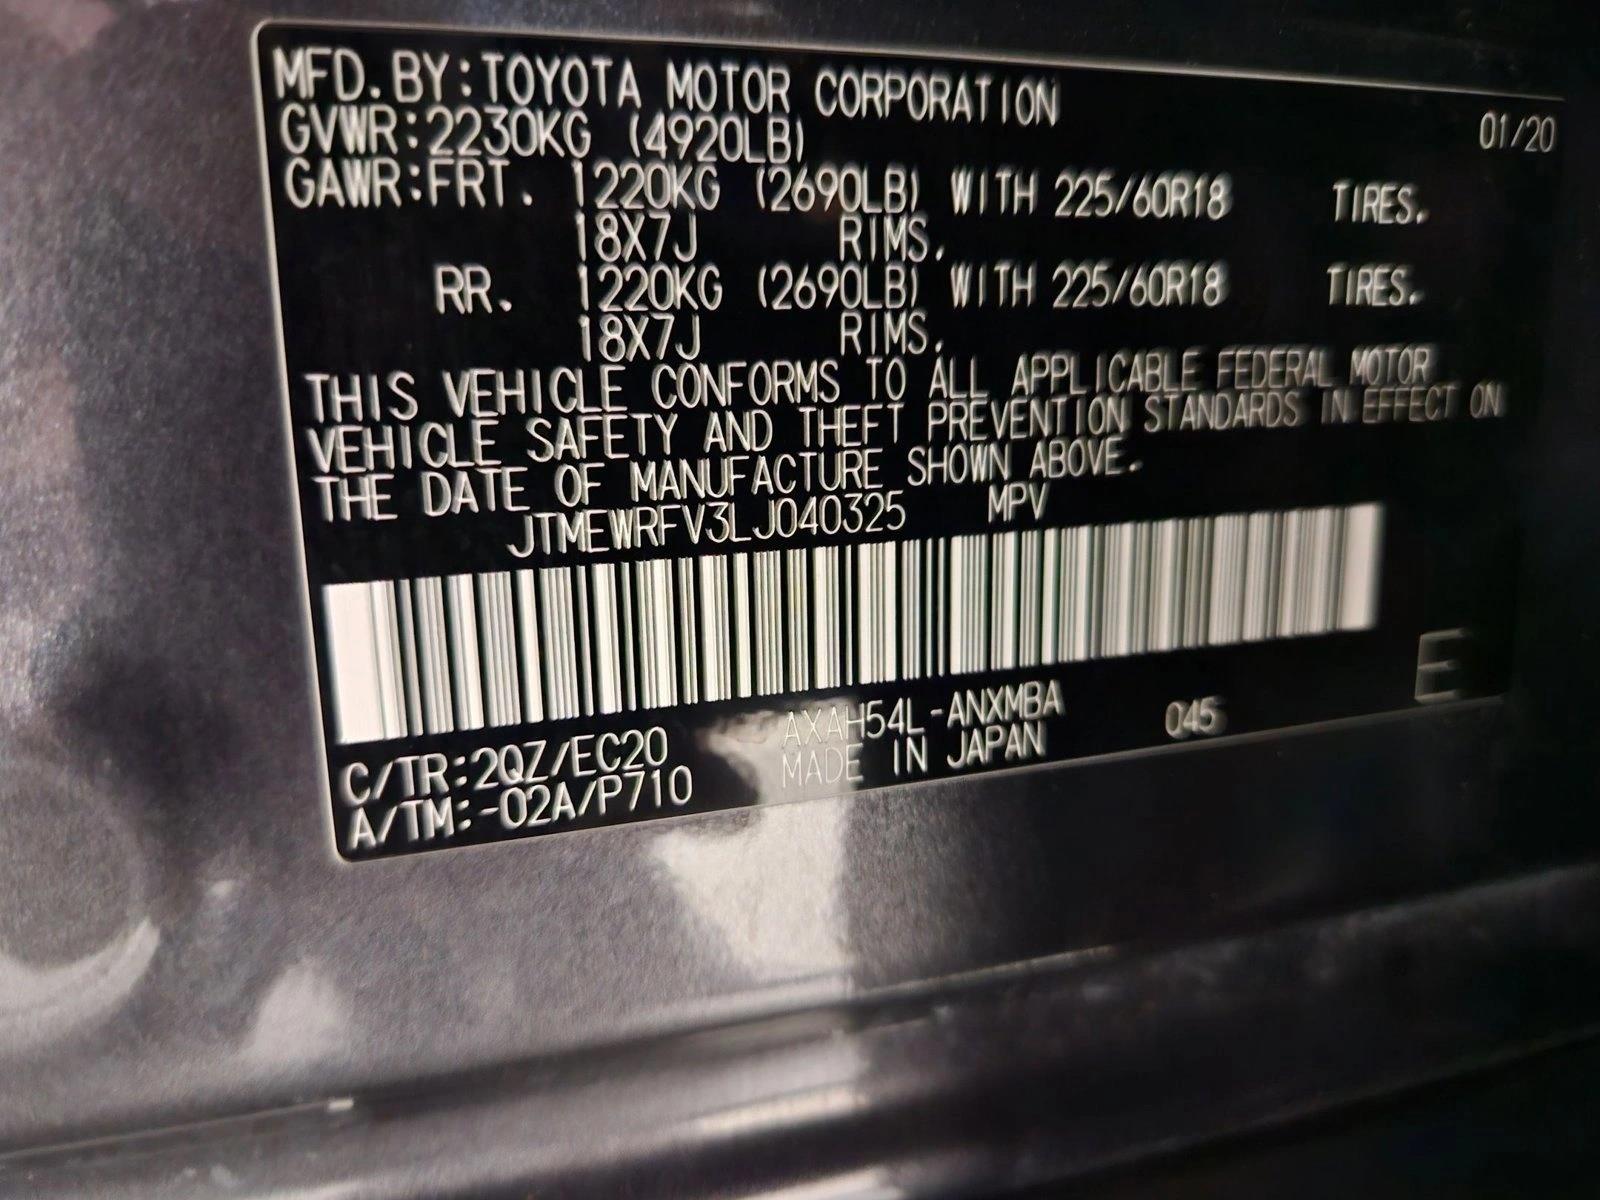 MFD. BY:TOYOTA MOTOR CORPORATION 01/20
GVWR:2230KG (4920LB)
GAWR:FRT. 1220KG (2690LB) WITH 225/60R18 TIRES.
18X7J RIMS.
RR. 1220KG (2690LB) WITH 225/60R18 TIRES.
18X7J RIMS.
THIS VEHICLE CONFORMS TO ALL APPLICABLE FEDERAL MOTOR
VEHICLE SAFETY AND THEFT PREVENTION STANDARDS IN EFFECT ON
THE DATE OF MANUFACTURE SHOWN ABOVE.
JTMEWRFV3LJ040325 MPV
E
C/TR:2QZ/EC20 AXAH54L-ANXMBA 045
A/TM:-02A/P710 MADE IN JAPAN